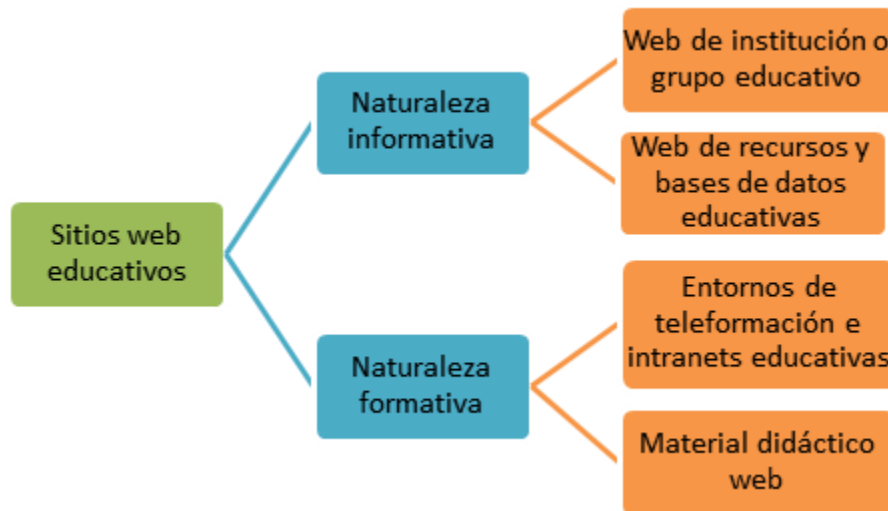 Web de institución o
grupo educativo
Naturaleza
informativa
Web de recursos y
bases de datos
educativas
Sitios web
educativos
Entornos de
teleformación e
intranets educativas
Naturaleza
formativa
Material didáctico
web